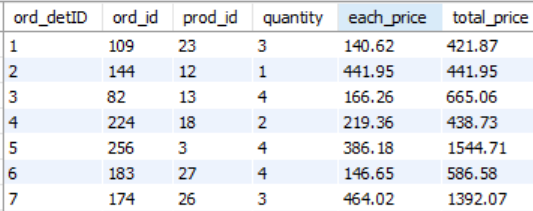 ord_detID ord_id prod_id quantity each_price total_price
1 109 23 3 140.62 421.87
2 144 12 1 441.95 441.95
3 82 13 4 166.26 665.06
4 224 18 2 219.36 438.73
5 256 3 4 386.18 1544.71
6 183 27 4 146.65 586.58
7 174 26 3 464.02 1392.07